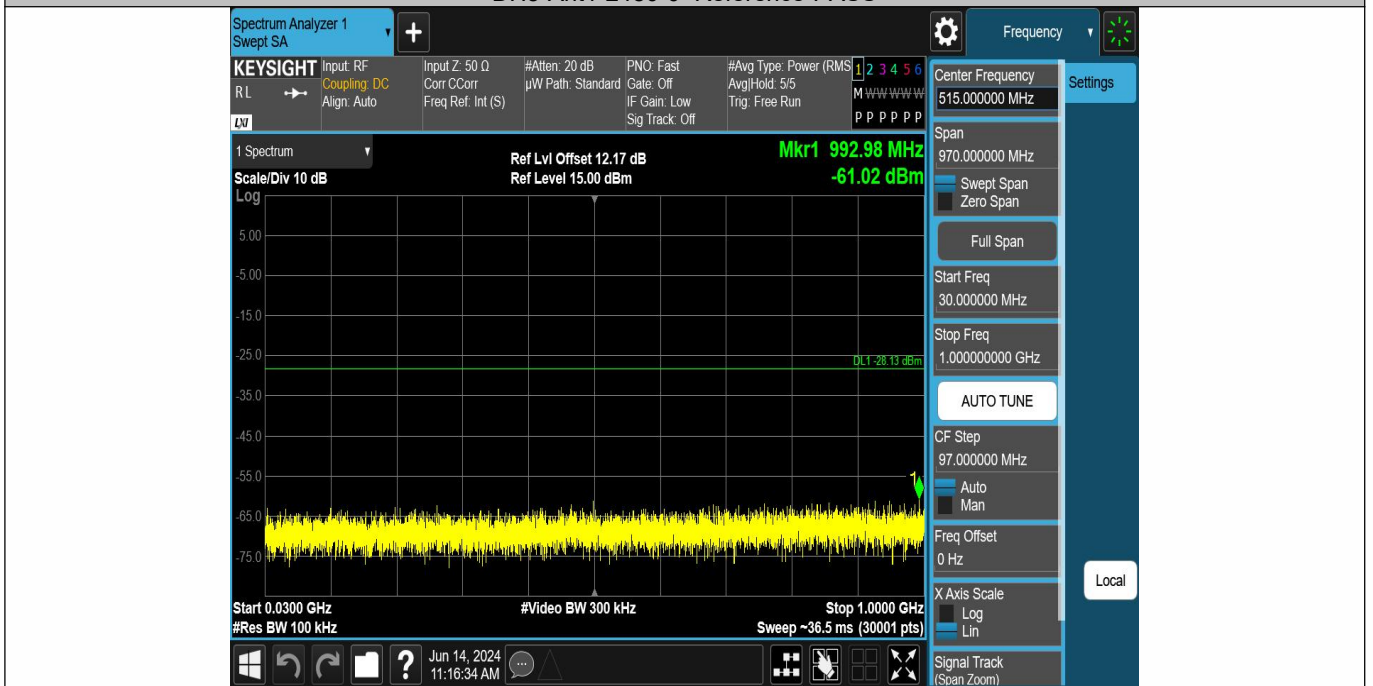 Spectrum Analyzer 1
Swept SA
+
Frequency
KEYSIGHT
RL
LXI
Input: RF
Coupling: DC
Align: Auto
Input Z: 50 Ω
Corr CCorr
Freq Ref: Int (S)
#Atten: 20 dB
µW Path: Standard
PNO: Fast
Gate: Off
IF Gain: Low
Sig Track: Off
#Avg Type: Power (RMS
Avg|Hold: 5/5
Trig: Free Run
1 2 3 4 5 6
M W W W W W
P P P P P P
1 Spectrum
Scale/Div 10 dB
Log
Ref Lvl Offset 12.17 dB
Ref Level 15.00 dBm
Mkr1 992.98 MHz
-61.02 dBm
5.00
-5.00
-15.0
-25.0
DL1 -28.13 dBm
-35.0
-45.0
-55.0
1
-65.0
-75.0
Start 0.0300 GHz
#Res BW 100 kHz
#Video BW 300 kHz
Stop 1.0000 GHz
Sweep ~36.5 ms (30001 pts)
?
Jun 14, 2024
11:16:34 AM
Center Frequency
515.000000 MHz
Settings
Span
970.000000 MHz
Swept Span
Zero Span
Full Span
Start Freq
30.000000 MHz
Stop Freq
1.000000000 GHz
AUTO TUNE
CF Step
97.000000 MHz
Auto
Man
Freq Offset
0 Hz
X Axis Scale
Log
Lin
Local
Signal Track
(Span Zoom)